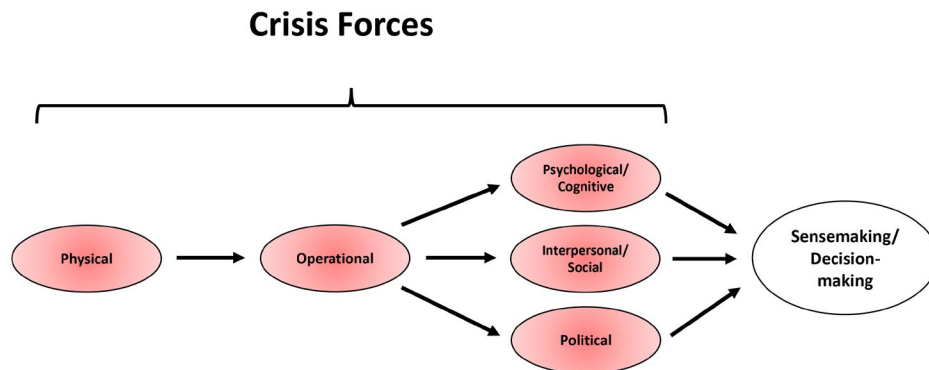 Crisis Forces
Psychological/
Cognitive
Physical
Operational
Interpersonal/
Social
Sensemaking/
Decision-
making
Political